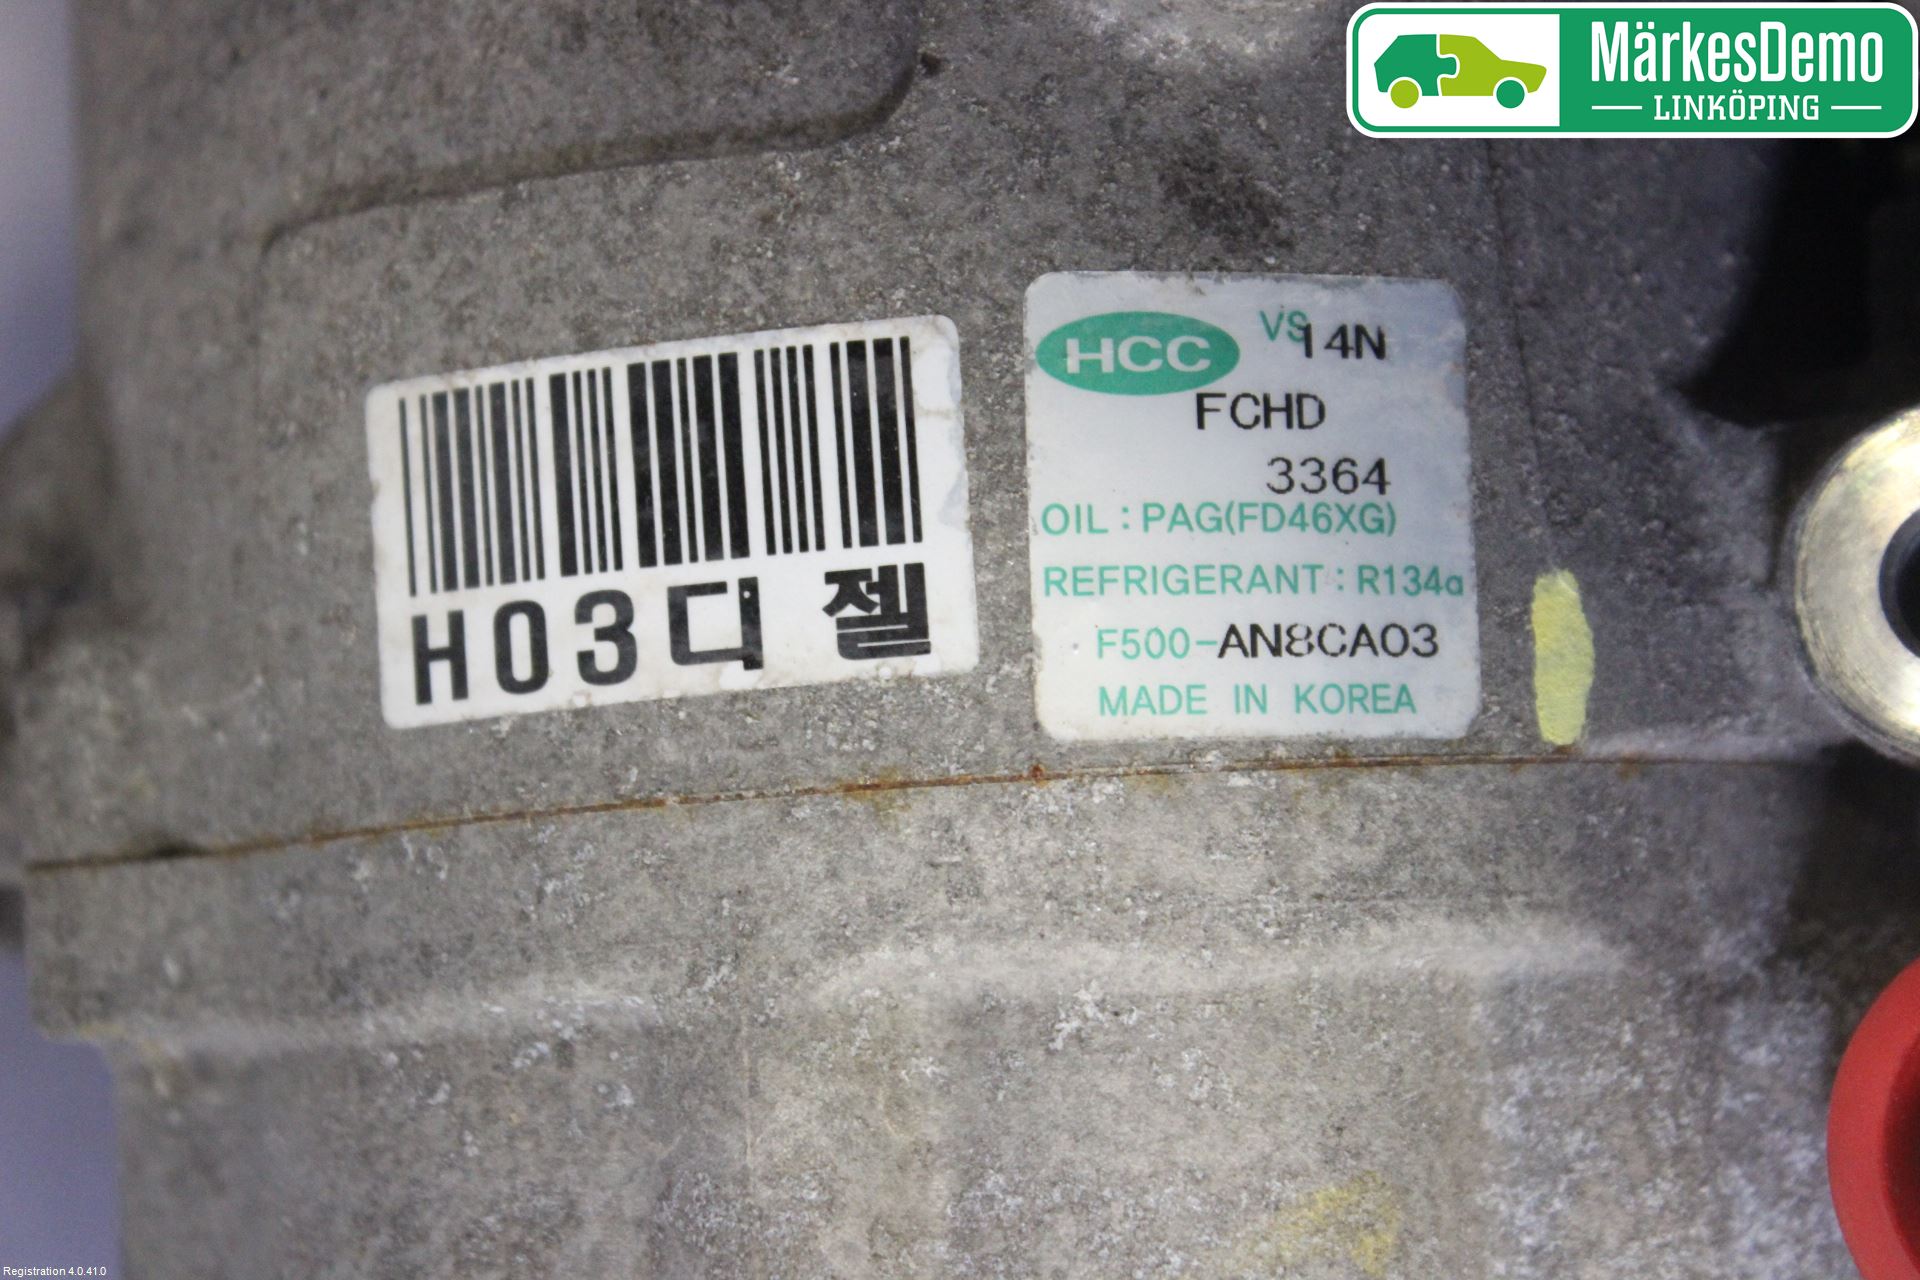 MärkesDemo
LINKÖPING
H03디젤
HCC VS14N
FCHD
3364
OIL : PAG(FD46XG)
REFRIGERANT : R134a
F500-AN8CA03
MADE IN KOREA
Registration 4.0.41.0